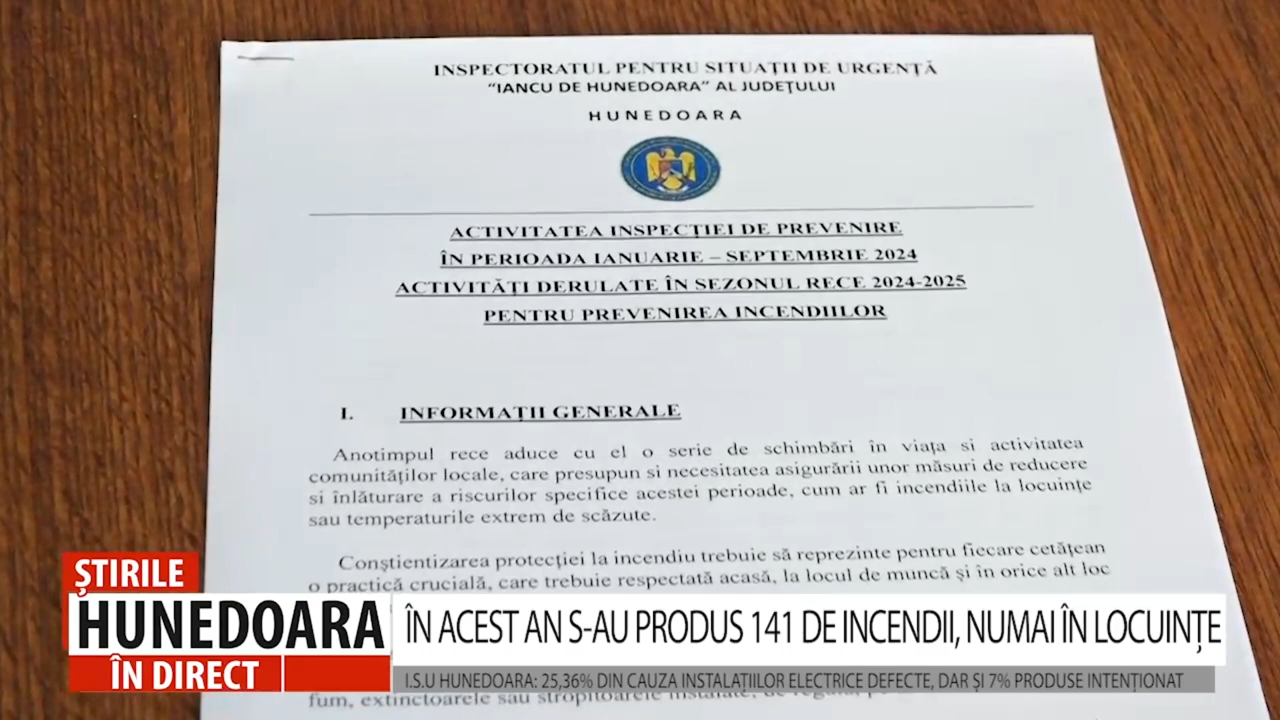 INSPECTORATUL PENTRU SITUAȚII DE URGENȚĂ
“IANCU DE HUNEDOARA” AL JUDEȚULUI
HUNEDOARA
ACTIVITATEA INSPECȚIEI DE PREVENIRE
ÎN PERIOADA IANUARIE – SEPTEMBRIE 2024
ACTIVITĂȚI DERULATE ÎN SEZONUL RECE 2024-2025
PENTRU PREVENIREA INCENDIILOR
I. INFORMAȚII GENERALE
Anotimpul rece aduce cu el o serie de schimbări în viața si activitatea
comunităților locale, care presupun si necesitatea asigurării unor măsuri de reducere
si înlăturare a riscurilor specifice acestei perioade, cum ar fi incendiile la locuințe
sau temperaturile extrem de scăzute.
Conștientizarea protecției la incendiu trebuie să reprezinte pentru fiecare cetățean
o practică crucială, care trebuie respectată acasă, la locul de muncă și în orice alt loc
ȘTIRILE
HUNEDOARA
ÎN DIRECT
ÎN ACEST AN S-AU PRODUS 141 DE INCENDII, NUMAI ÎN LOCUINȚE
I.S.U HUNEDOARA: 25,36% DIN CAUZA INSTALAȚIILOR ELECTRICE DEFECTE, DAR ȘI 7% PRODUSE INTENȚIONAT
fum, extinctoarele sau stropitoarele instalate, de